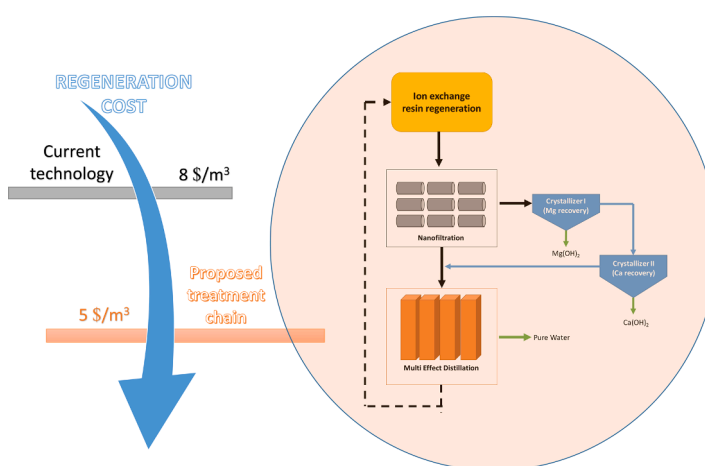 REGENERATION
COST
Current
technology
8 $/m³
Proposed
treatment
chain
5 $/m³
Ion exchange
resin regeneration
Nanofiltration
Crystallizer I
(Mg recovery)
Mg(OH)₂
Crystallizer II
(Ca recovery)
Ca(OH)₂
Pure Water
Multi Effect Distillation